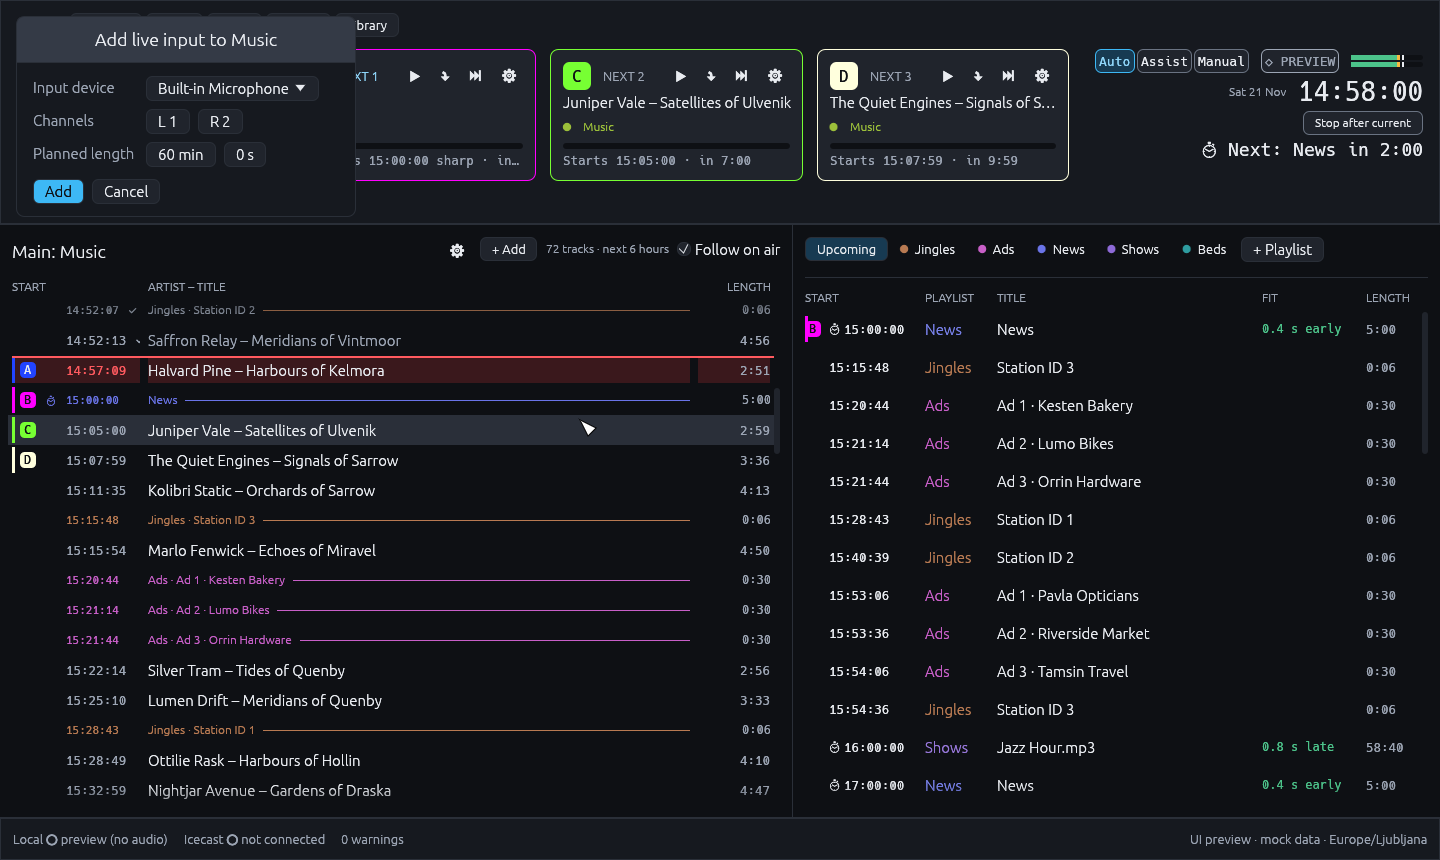 Add live input to Music
Input device Built-in Microphone
Channels L 1 R 2
Planned length 60 min 0 s
Add Cancel
brary
XT 1
s 15:00:00 sharp · in…
C NEXT 2
Juniper Vale – Satellites of Ulvenik
Music
Starts 15:05:00 · in 7:00
D NEXT 3
The Quiet Engines – Signals of S…
Music
Starts 15:07:59 · in 9:59
Auto Assist Manual ◇ PREVIEW
Sat 21 Nov 14:58:00
Stop after current
Next: News in 2:00
Main: Music + Add 72 tracks · next 6 hours Follow on air
START ARTIST – TITLE LENGTH
14:52:07 Jingles · Station ID 2 0:06
14:52:13 Saffron Relay – Meridians of Vintmoor 4:56
A 14:57:09 Halvard Pine – Harbours of Kelmora 2:51
B 15:00:00 News 5:00
C 15:05:00 Juniper Vale – Satellites of Ulvenik 2:59
D 15:07:59 The Quiet Engines – Signals of Sarrow 3:36
15:11:35 Kolibri Static – Orchards of Sarrow 4:13
15:15:48 Jingles · Station ID 3 0:06
15:15:54 Marlo Fenwick – Echoes of Miravel 4:50
15:20:44 Ads · Ad 1 · Kesten Bakery 0:30
15:21:14 Ads · Ad 2 · Lumo Bikes 0:30
15:21:44 Ads · Ad 3 · Orrin Hardware 0:30
15:22:14 Silver Tram – Tides of Quenby 2:56
15:25:10 Lumen Drift – Meridians of Quenby 3:33
15:28:43 Jingles · Station ID 1 0:06
15:28:49 Ottilie Rask – Harbours of Hollin 4:10
15:32:59 Nightjar Avenue – Gardens of Draska 4:47
Upcoming Jingles Ads News Shows Beds + Playlist
START PLAYLIST TITLE FIT LENGTH
B 15:00:00 News News 0.4 s early 5:00
15:15:48 Jingles Station ID 3 0:06
15:20:44 Ads Ad 1 · Kesten Bakery 0:30
15:21:14 Ads Ad 2 · Lumo Bikes 0:30
15:21:44 Ads Ad 3 · Orrin Hardware 0:30
15:28:43 Jingles Station ID 1 0:06
15:40:39 Jingles Station ID 2 0:06
15:53:06 Ads Ad 1 · Pavla Opticians 0:30
15:53:36 Ads Ad 2 · Riverside Market 0:30
15:54:06 Ads Ad 3 · Tamsin Travel 0:30
15:54:36 Jingles Station ID 3 0:06
16:00:00 Shows Jazz Hour.mp3 0.8 s late 58:40
17:00:00 News News 0.4 s early 5:00
Local preview (no audio) Icecast not connected 0 warnings
UI preview · mock data · Europe/Ljubljana